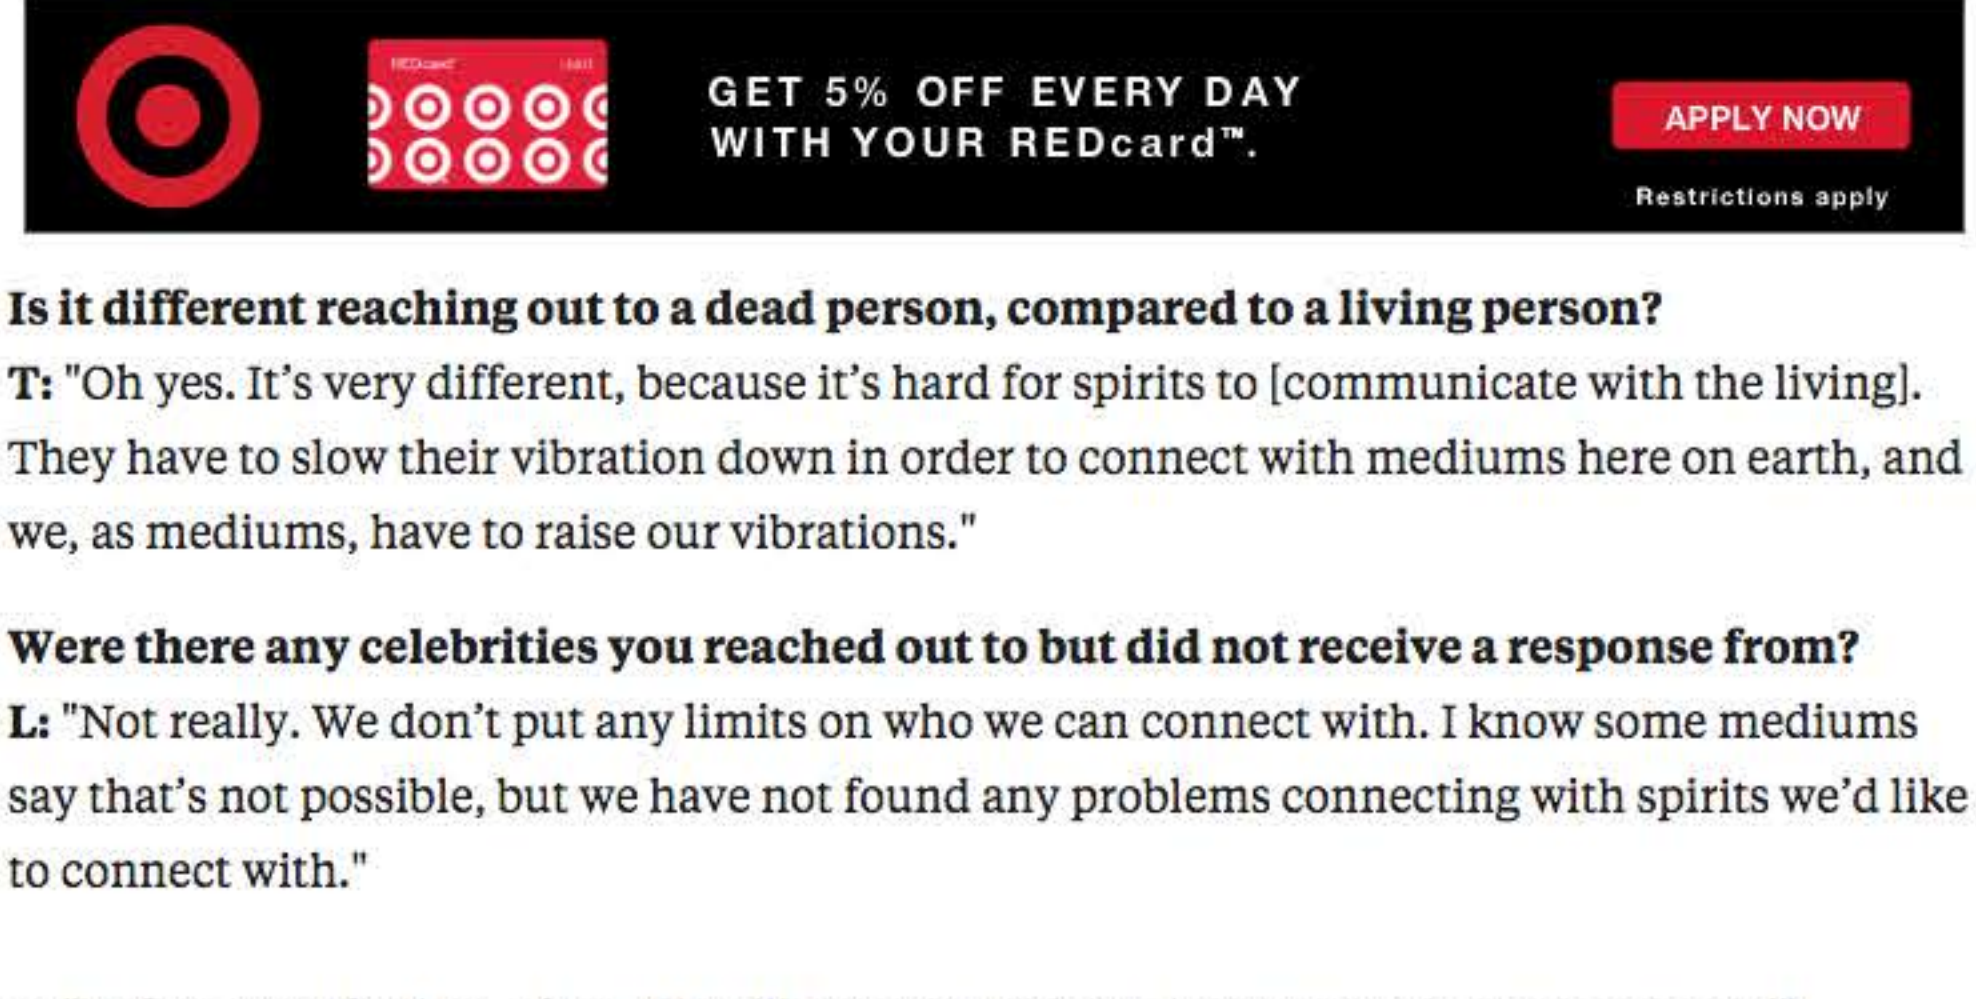 REDcard
GET 5% OFF EVERY DAY
WITH YOUR REDcard™.
APPLY NOW
Restrictions apply
Is it different reaching out to a dead person, compared to a living person?
T: "Oh yes. It’s very different, because it’s hard for spirits to [communicate with the living].
They have to slow their vibration down in order to connect with mediums here on earth, and
we, as mediums, have to raise our vibrations."
Were there any celebrities you reached out to but did not receive a response from?
L: "Not really. We don’t put any limits on who we can connect with. I know some mediums
say that’s not possible, but we have not found any problems connecting with spirits we’d like
to connect with."